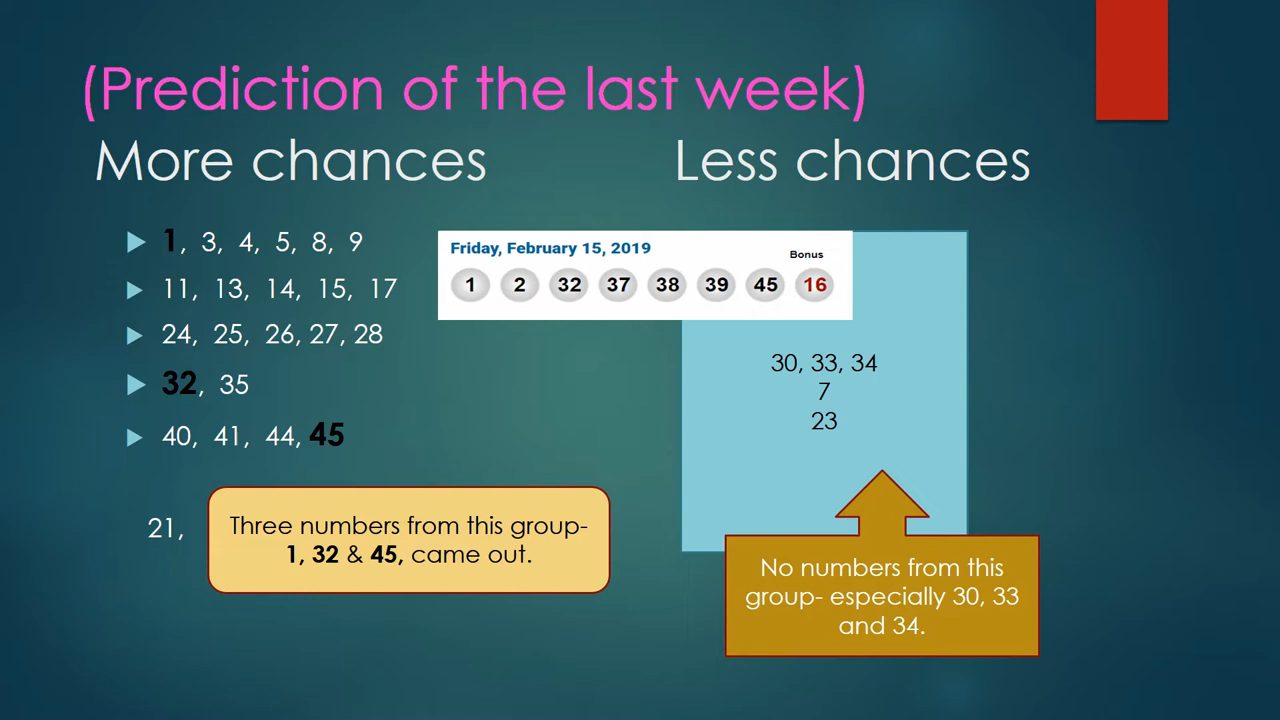 (Prediction of the last week)
More chances
Less chances
1, 3, 4, 5, 8, 9
11, 13, 14, 15, 17
24, 25, 26, 27, 28
32, 35
40, 41, 44, 45
21,
Three numbers from this group-
1, 32 & 45, came out.
Friday, February 15, 2019
Bonus
1 2 32 37 38 39 45 16
30, 33, 34
7
23
No numbers from this
group- especially 30, 33
and 34.